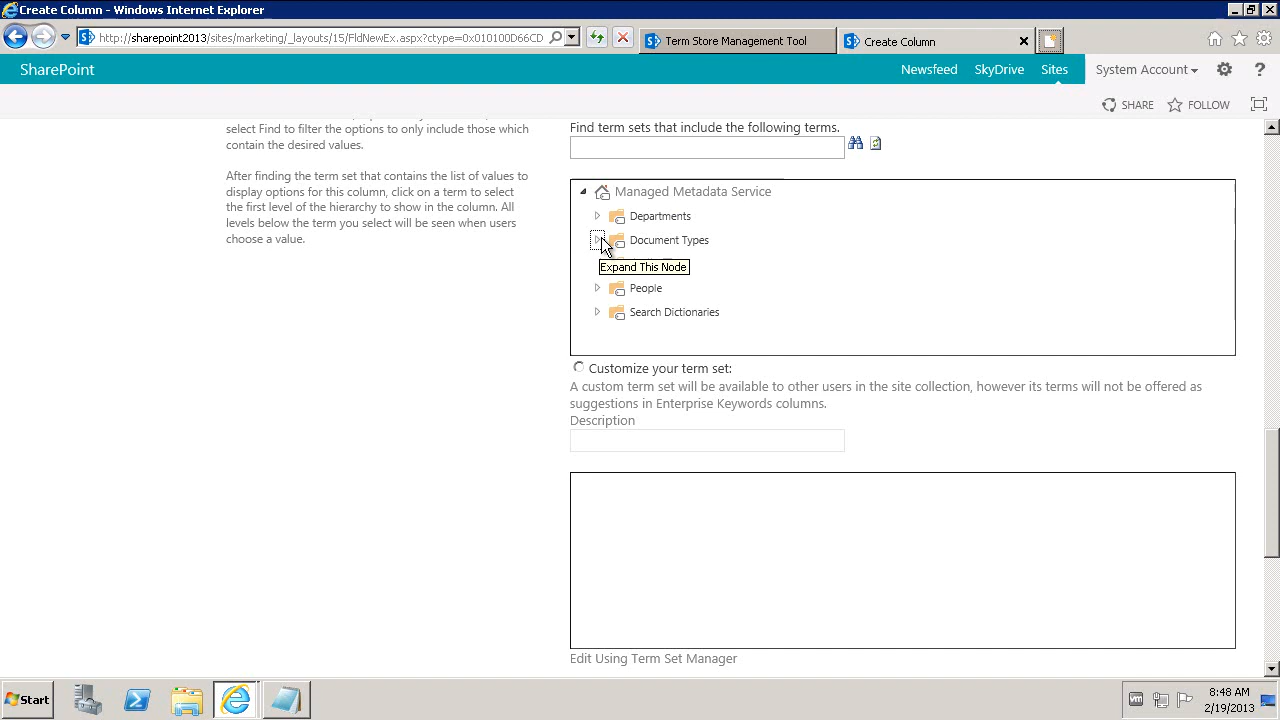 Create Column - Windows Internet Explorer
http://sharepoint2013/sites/marketing/_layouts/15/FldNewEx.aspx?ctype=0x010100D66CD
Term Store Management Tool
Create Column
SharePoint
Newsfeed
SkyDrive
Sites
System Account
SHARE
FOLLOW
select Find to filter the options to only include those which
contain the desired values.
After finding the term set that contains the list of values to
display options for this column, click on a term to select
the first level of the hierarchy to show in the column. All
levels below the term you select will be seen when users
choose a value.
Find term sets that include the following terms.
Managed Metadata Service
Departments
Document Types
Expand This Node
People
Search Dictionaries
Customize your term set:
A custom term set will be available to other users in the site collection, however its terms will not be offered as
suggestions in Enterprise Keywords columns.
Description
Edit Using Term Set Manager
Start
8:48 AM
2/19/2013